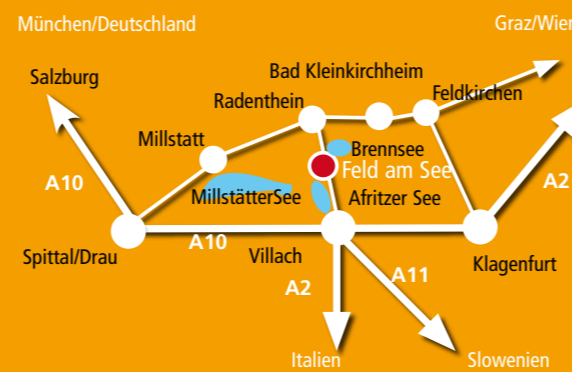 München/Deutschland
Graz/Wien
Salzburg
Bad Kleinkirchheim
Radenthein
Feldkirchen
Millstatt
Brennsee
Feld am See
A10
A2
MillstätterSee
Afritzer See
A10
Spittal/Drau
Villach
Klagenfurt
A11
A2
Italien
Slowenien